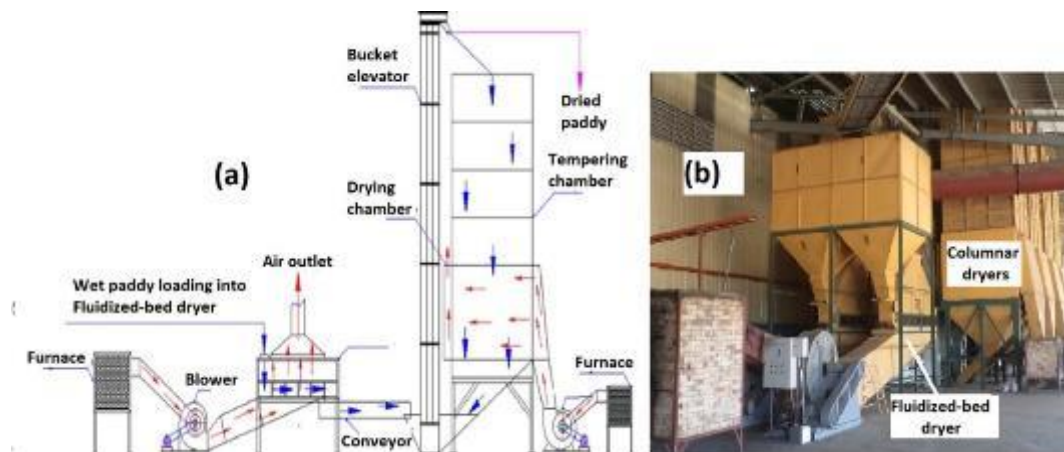 Bucket
elevator
Dried
paddy
(a)
Tempering
chamber
Drying
chamber
Air outlet
Wet paddy loading into
Fluidized-bed dryer
Furnace
Blower
Conveyor
Furnace
(b)
Columnar
dryers
Fluidized-bed
dryer